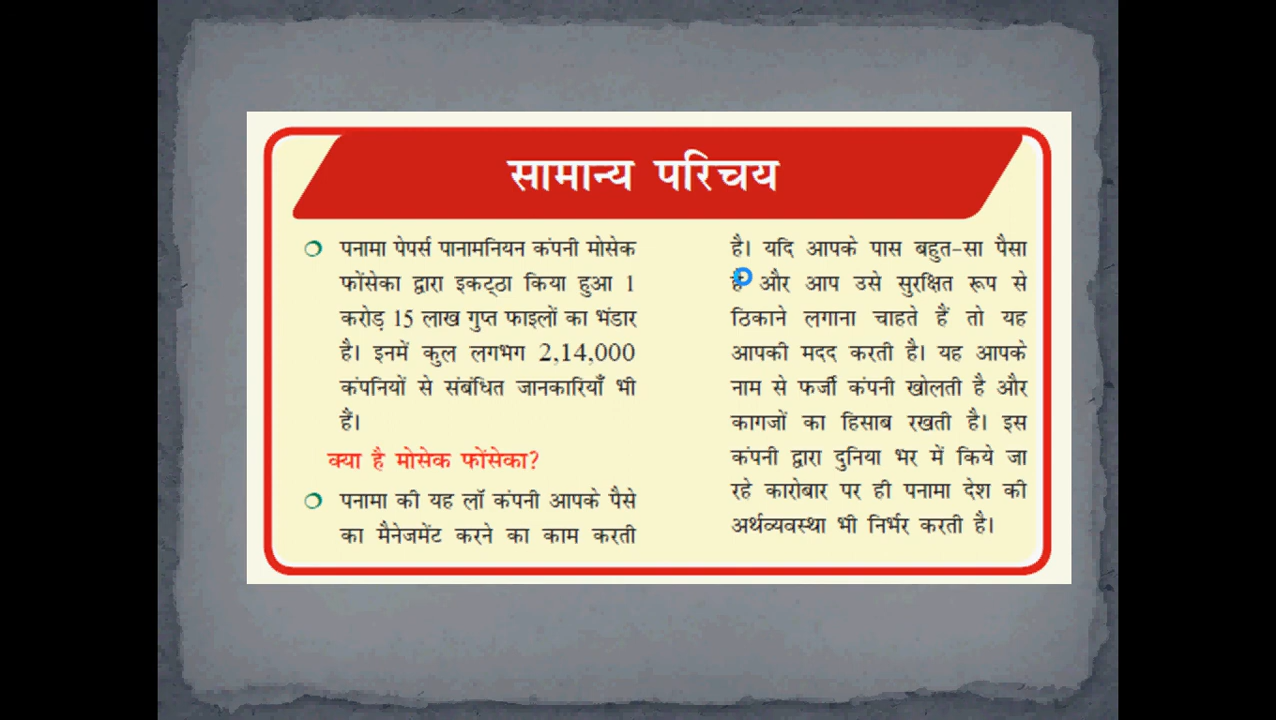 सामान्य परिचय
पनामा पेपर्स पानामनियन कंपनी मोसेक
फोंसेका द्वारा इकट्ठा किया हुआ 1
करोड़ 15 लाख गुप्त फाइलों का भंडार
है। इनमें कुल लगभग 2,14,000
कंपनियों से संबंधित जानकारियाँ भी
हैं।
क्या है मोसेक फोंसेका?
पनामा की यह लॉ कंपनी आपके पैसे
का मैनेजमेंट करने का काम करती
है। यदि आपके पास बहुत-सा पैसा
है और आप उसे सुरक्षित रूप से
ठिकाने लगाना चाहते हैं तो यह
आपकी मदद करती है। यह आपके
नाम से फर्जी कंपनी खोलती है और
कागजों का हिसाब रखती है। इस
कंपनी द्वारा दुनिया भर में किये जा
रहे कारोबार पर ही पनामा देश की
अर्थव्यवस्था भी निर्भर करती है।